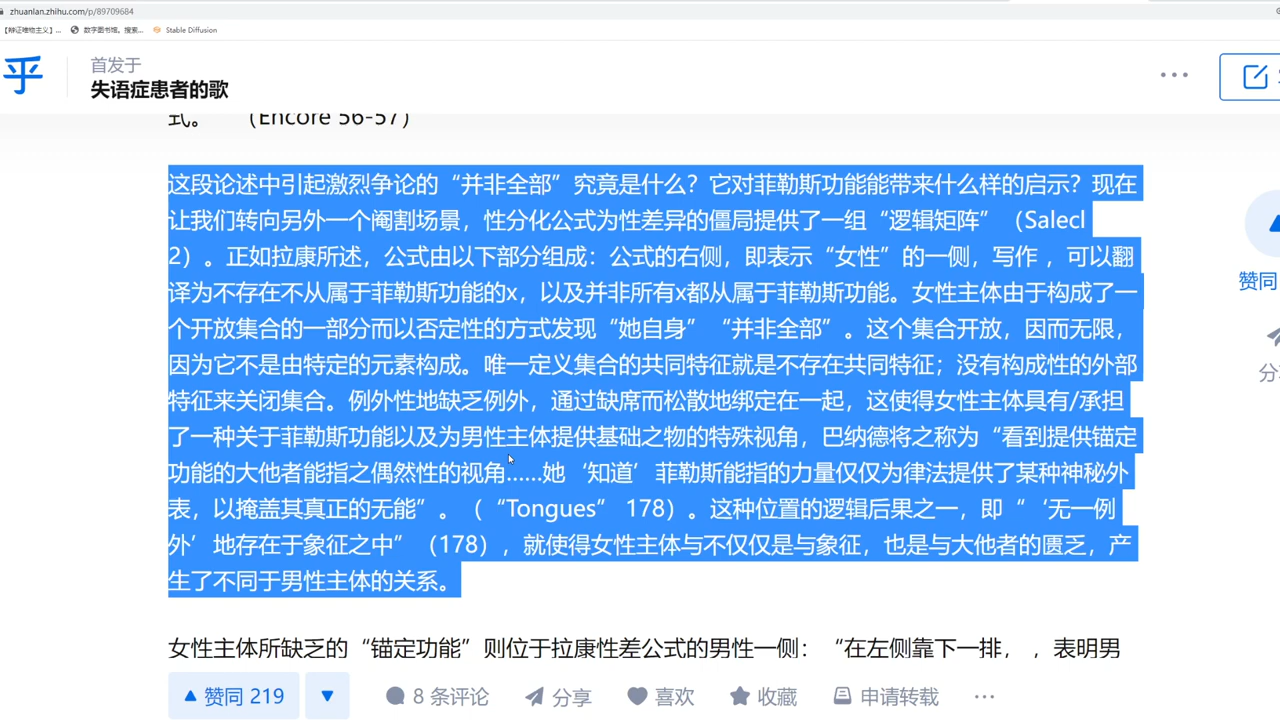 zhuanlan.zhihu.com/p/89709684
【辩证唯物主义】... 数字图书馆。搜索... Stable Diffusion
乎 首发于
失语症患者的歌
式。 （Encore 56-57）
这段论述中引起激烈争论的“并非全部”究竟是什么？它对菲勒斯功能能带来什么样的启示？现在
让我们转向另外一个阉割场景，性分化公式为性差异的僵局提供了一组“逻辑矩阵”（Salecl
2）。正如拉康所述，公式由以下部分组成：公式的右侧，即表示“女性”的一侧，写作 ，可以翻
译为不存在不从属于菲勒斯功能的x，以及并非所有x都从属于菲勒斯功能。女性主体由于构成了一
个开放集合的一部分而以否定性的方式发现“她自身”“并非全部”。这个集合开放，因而无限，
因为它不是由特定的元素构成。唯一定义集合的共同特征就是不存在共同特征；没有构成性的外部
特征来关闭集合。例外性地缺乏例外，通过缺席而松散地绑定在一起，这使得女性主体具有/承担
了一种关于菲勒斯功能以及为男性主体提供基础之物的特殊视角，巴纳德将之称为“看到提供锚定
功能的大他者能指之偶然性的视角……她‘知道’菲勒斯能指的力量仅仅为律法提供了某种神秘外
表，以掩盖其真正的无能”。（“Tongues” 178）。这种位置的逻辑后果之一，即“‘无一例
外’地存在于象征之中”（178），就使得女性主体与不仅仅是与象征，也是与大他者的匮乏，产
生了不同于男性主体的关系。
女性主体所缺乏的“锚定功能”则位于拉康性差公式的男性一侧：“在左侧靠下一排， ，表明男
赞同
赞同 219 8 条评论 分享 喜欢 收藏 申请转载